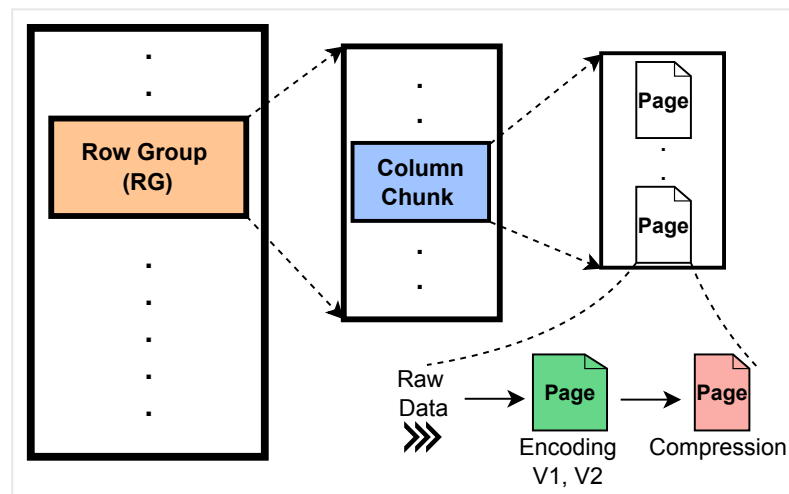 Row Group
(RG)
Column
Chunk
Page
Page
Raw
Data
Page
Encoding
V1, V2
Page
Compression